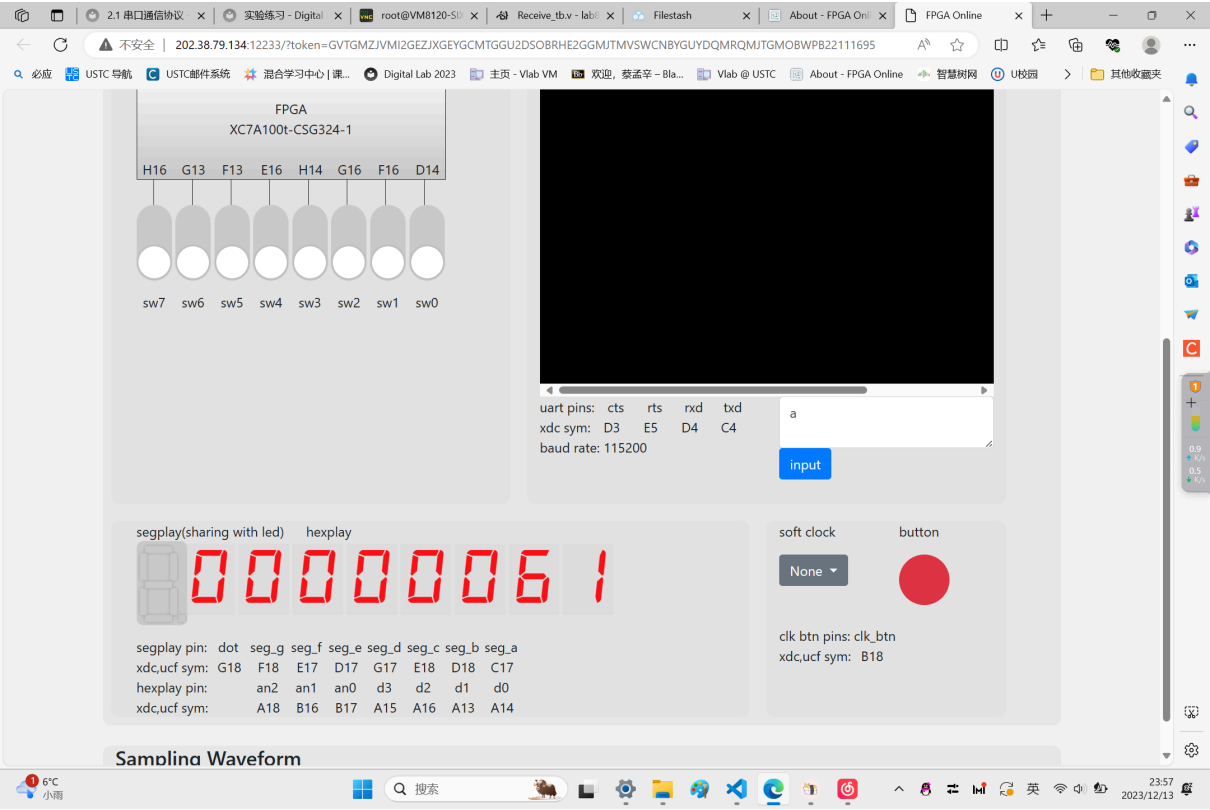 2.1 串口通信协议 -
实验练习 - Digital
root@VM8120-SD
Receive_tb.v - lab8
Filestash
About - FPGA Onl
FPGA Online
不安全 | 202.38.79.134:12233/?token=GVTGMZJVMI2GEZJXGEYGCMTGGU2DSOBRHE2GGMJTMVSWCNBYGUYDQMRQMJTGMOBWPB22111695
必应
USTC 导航
USTC邮件系统
混合学习中心 | 课...
Digital Lab 2023
主页 - Vlab VM
欢迎, 蔡孟辛 – Bla...
Vlab @ USTC
About - FPGA Online
智慧树网
U校园
其他收藏夹
FPGA
XC7A100t-CSG324-1
H16 G13 F13 E16 H14 G16 F16 D14
sw7 sw6 sw5 sw4 sw3 sw2 sw1 sw0
uart pins: cts rts rxd txd
xdc sym: D3 E5 D4 C4
baud rate: 115200
a
input
segplay(sharing with led) hexplay
00000061
segplay pin: dot seg_g seg_f seg_e seg_d seg_c seg_b seg_a
xdc,ucf sym: G18 F18 E17 D17 G17 E18 D18 C17
hexplay pin: an2 an1 an0 d3 d2 d1 d0
xdc,ucf sym: A18 B16 B17 A15 A16 A13 A14
soft clock button
None
clk btn pins: clk_btn
xdc,ucf sym: B18
Sampling Waveform
1
0.9
K/s
0.5
K/s
1
6°C
小雨
搜索
英
23:57
2023/12/13